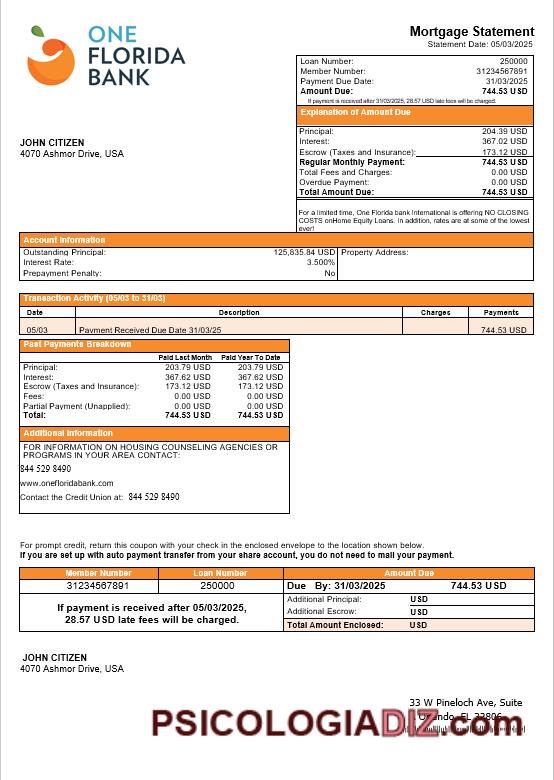 ONE
FLORIDA
BANK
Mortgage Statement
Statement Date: 05/03/2025
Loan Number: 250000
Member Number: 31234567891
Payment Due Date: 31/03/2025
Amount Due: 744.53 USD
If payment is received after 31/03/2025, 28.57 USD late fees will be charged.
Explanation of Amount Due
Principal: 204.39 USD
Interest: 367.02 USD
Escrow (Taxes and Insurance): 173.12 USD
Regular Monthly Payment: 744.53 USD
Total Fees and Charges: 0.00 USD
Overdue Payment: 0.00 USD
Total Amount Due: 744.53 USD
JOHN CITIZEN
4070 Ashmor Drive, USA
For a limited time, One Florida bank International is offering NO CLOSING
COSTS onHome Equity Loans. In addition, rates are at some of the lowest
ever!
Account Information
Outstanding Principal: 125,835.84 USD Property Address:
Interest Rate: 3.500%
Prepayment Penalty: No
Transaction Activity (05/03 to 31/03)
Date Description Charges Payments
05/03 Payment Received Due Date 31/03/25 744.53 USD
Past Payments Breakdown
Paid Last Month Paid Year To Date
Principal: 203.79 USD 203.79 USD
Interest: 367.62 USD 367.62 USD
Escrow (Taxes and Insurance): 173.12 USD 173.12 USD
Fees: 0.00 USD 0.00 USD
Partial Payment (Unapplied): 0.00 USD 0.00 USD
Total: 744.53 USD 744.53 USD
Additional Information
FOR INFORMATION ON HOUSING COUNSELING AGENCIES OR
PROGRAMS IN YOUR AREA CONTACT:
844 529 8490
www.onefloridabank.com
Contact the Credit Union at: 844 529 8490
For prompt credit, return this coupon with your check in the enclosed envelope to the location shown below.
If you are set up with auto payment transfer from your share account, you do not need to mail your payment.
Member Number Loan Number Amount Due
31234567891 250000 Due By: 31/03/2025 744.53 USD
If payment is received after 05/03/2025,
28.57 USD late fees will be charged.
Additional Principal: USD
Additional Escrow: USD
Total Amount Enclosed: USD
JOHN CITIZEN
4070 Ashmor Drive, USA
33 W Pineloch Ave, Suite
FL 32806
PSICOLOGIADIZ.com